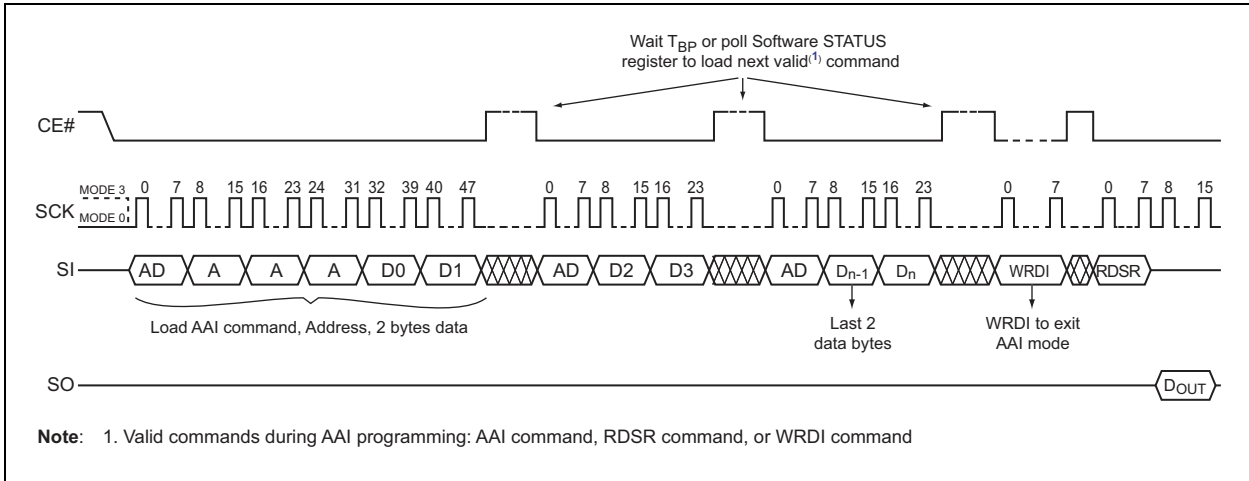 Wait TBP or poll Software STATUS
register to load next valid(1) command
CE#
MODE 3
0 7 8 15 16 23 24 31 32 39 40 47 0 7 8 15 16 23 0 7 8 15 16 23 0 7 0 7 8 15
SCK MODE 0
SI AD A A A D0 D1 AD D2 D3 AD Dn-1 Dn WRDI RDSR
Load AAI command, Address, 2 bytes data
Last 2
data bytes
WRDI to exit
AAI mode
SO DOUT
Note: 1. Valid commands during AAI programming: AAI command, RDSR command, or WRDI command